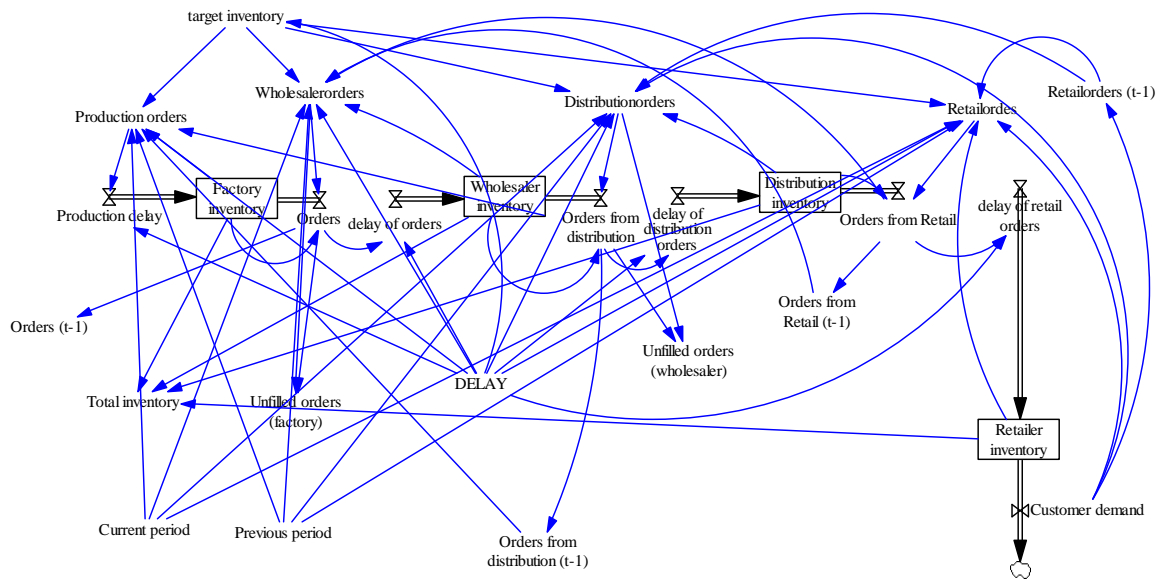 target inventory
Wholesalerorders
Distributionorders
Retailorders (t-1)
Retailordes
Production orders
Factory
inventory
Wholesaler
inventory
Distribution
inventory
Production delay
Orders
delay of orders
Orders from
distribution
delay of
distribution
orders
Orders from Retail
delay of retail
orders
Orders (t-1)
Orders from
Retail (t-1)
Unfilled orders
(wholesaler)
DELAY
Total inventory
Unfilled orders
(factory)
Retailer
inventory
Current period
Previous period
Orders from
distribution (t-1)
Customer demand